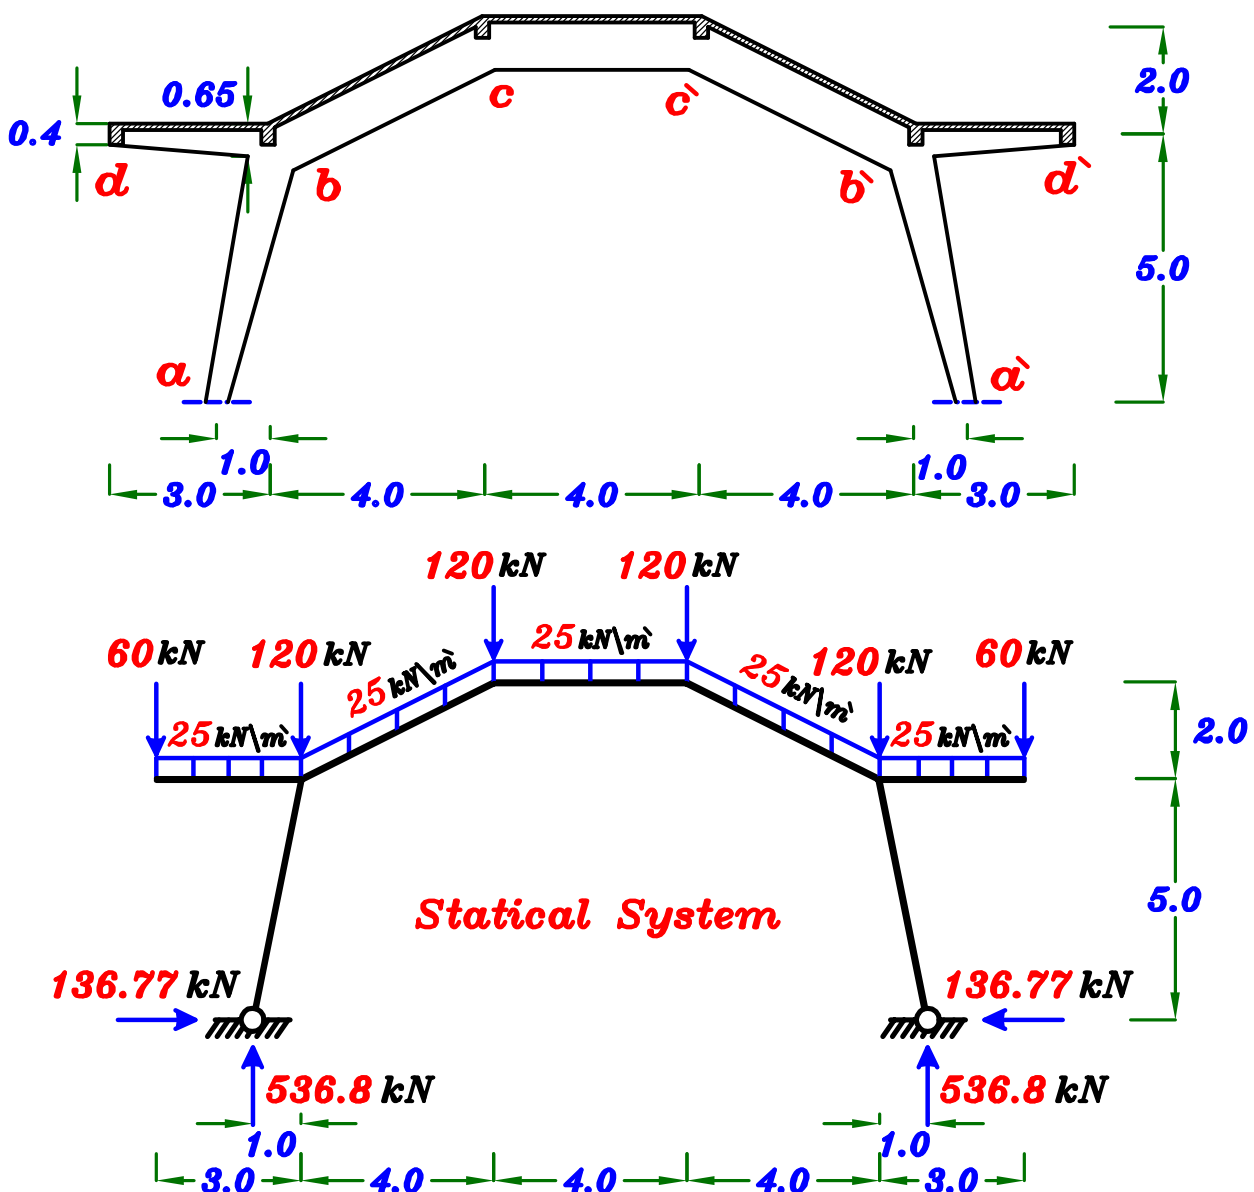 2.0
0.65
0.4
c c`
d b b` d`
5.0
a a`
1.0 1.0
3.0 4.0 4.0 4.0 3.0
120 kN 120 kN
60 kN 120 kN 25 kN\m` 25 kN\m` 25 kN\m` 120 kN 60 kN
25 kN\m` 25 kN\m`
2.0
5.0
Statical System
136.77 kN 136.77 kN
536.8 kN 536.8 kN
1.0 1.0
3.0 4.0 4.0 4.0 3.0